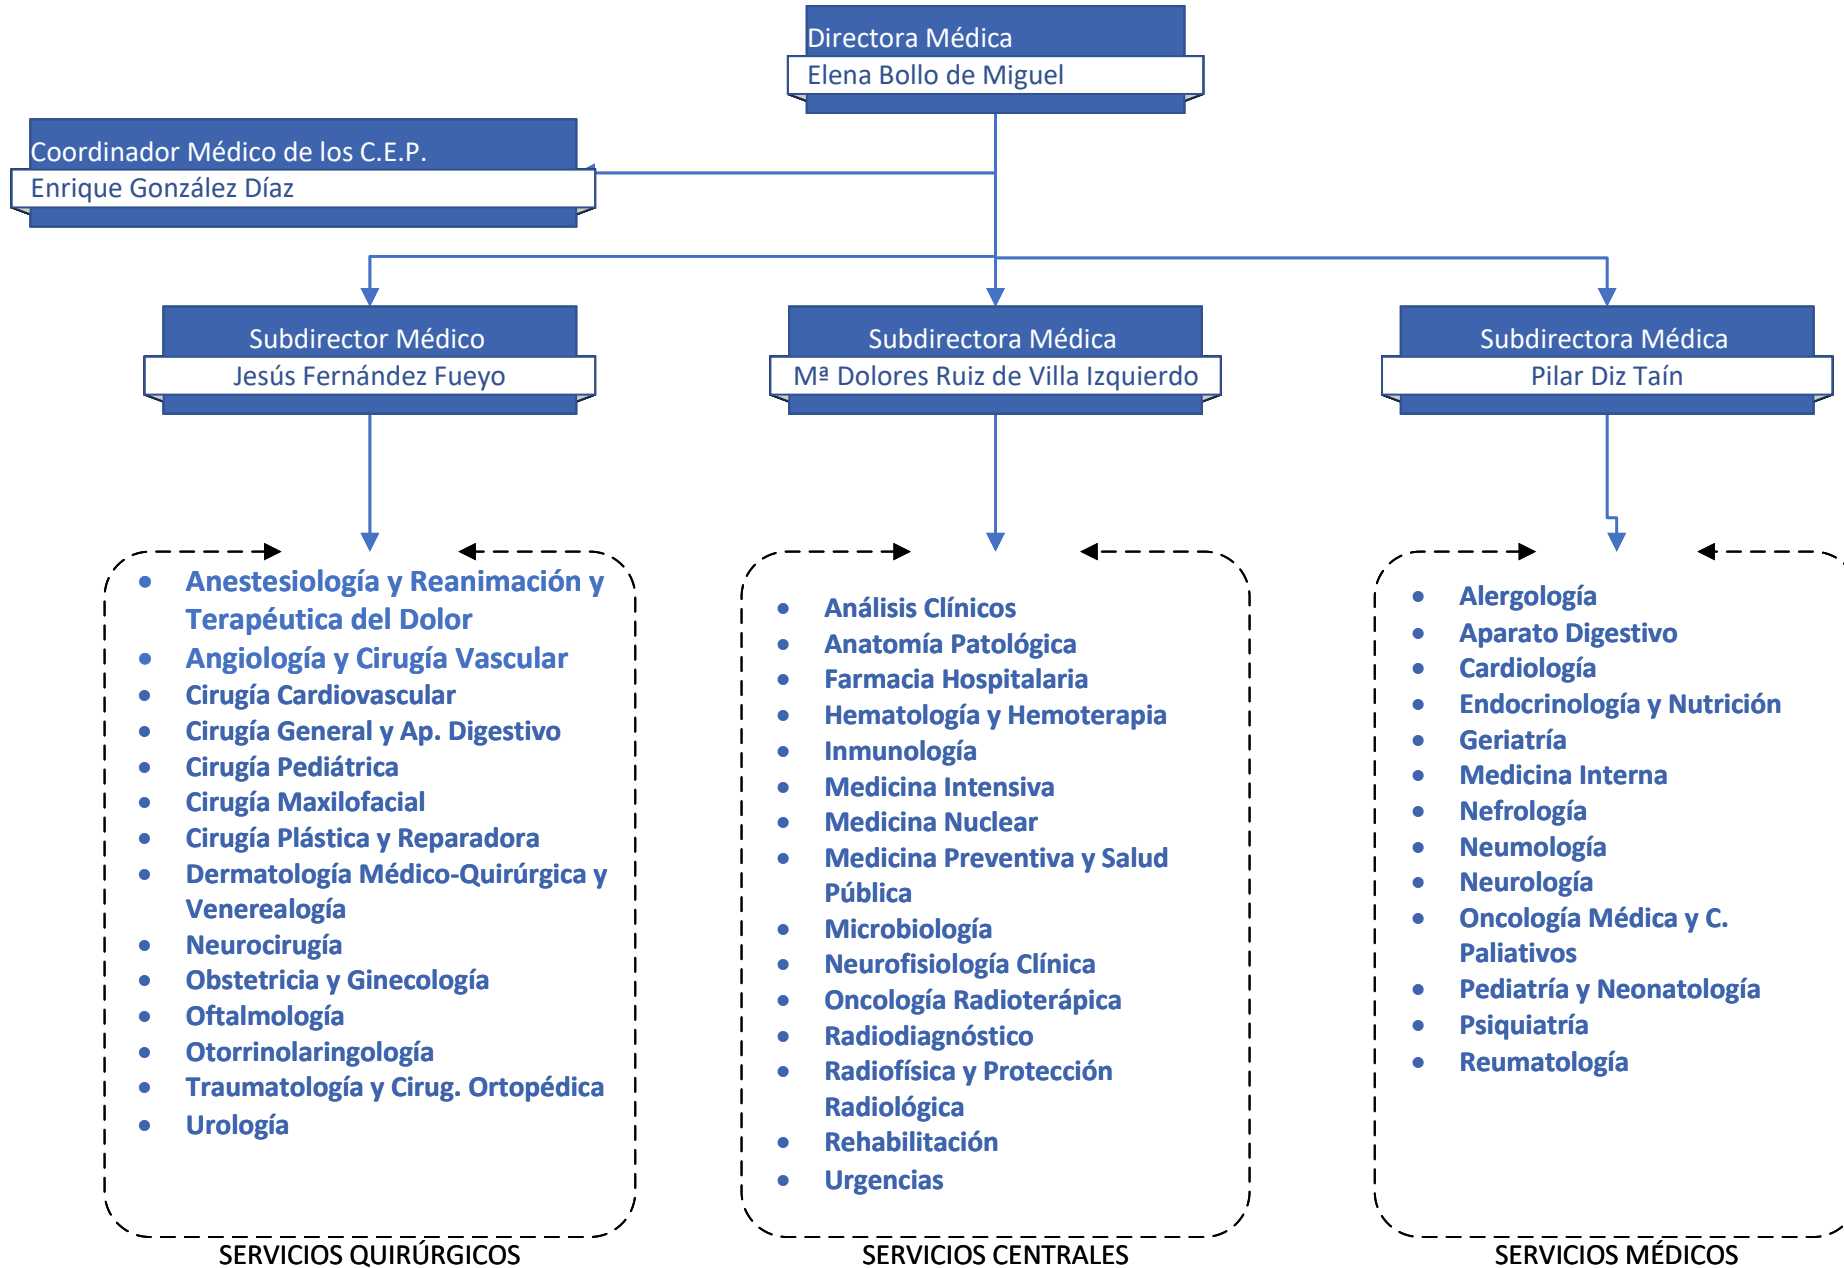 Directora Médica
Elena Bollo de Miguel
Coordinador Médico de los C.E.P.
Enrique González Díaz
Subdirector Médico
Jesús Fernández Fueyo
Subdirectora Médica
Mª Dolores Ruiz de Villa Izquierdo
Subdirectora Médica
Pilar Diz Taín
• Anestesiología y Reanimación y
Terapéutica del Dolor
• Angiología y Cirugía Vascular
• Cirugía Cardiovascular
• Cirugía General y Ap. Digestivo
• Cirugía Pediátrica
• Cirugía Maxilofacial
• Cirugía Plástica y Reparadora
• Dermatología Médico-Quirúrgica y
Venerealogía
• Neurocirugía
• Obstetricia y Ginecología
• Oftalmología
• Otorrinolaringología
• Traumatología y Cirug. Ortopédica
• Urología
SERVICIOS QUIRÚRGICOS
• Análisis Clínicos
• Anatomía Patológica
• Farmacia Hospitalaria
• Hematología y Hemoterapia
• Inmunología
• Medicina Intensiva
• Medicina Nuclear
• Medicina Preventiva y Salud
Pública
• Microbiología
• Neurofisiología Clínica
• Oncología Radioterápica
• Radiodiagnóstico
• Radiofísica y Protección
Radiológica
• Rehabilitación
• Urgencias
SERVICIOS CENTRALES
• Alergología
• Aparato Digestivo
• Cardiología
• Endocrinología y Nutrición
• Geriatría
• Medicina Interna
• Nefrología
• Neumología
• Neurología
• Oncología Médica y C.
Paliativos
• Pediatría y Neonatología
• Psiquiatría
• Reumatología
SERVICIOS MÉDICOS